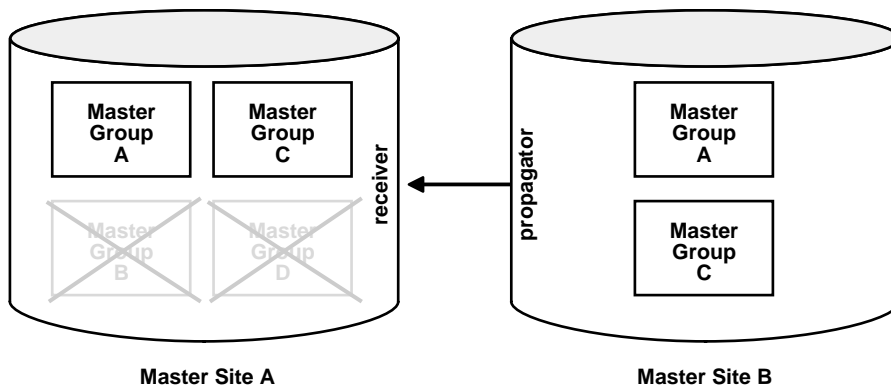 Master
Group
A
Master
Group
C
Master
Group
B
Master
Group
D
receiver
propagator
Master
Group
A
Master
Group
C
Master Site A
Master Site B